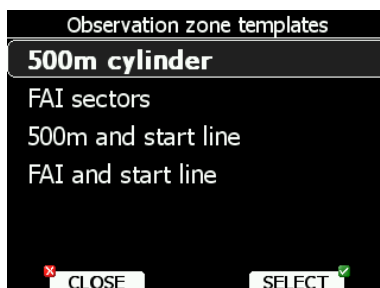 Observation zone templates
500m cylinder
FAI sectors
500m and start line
FAI and start line
CLOSE SELECT